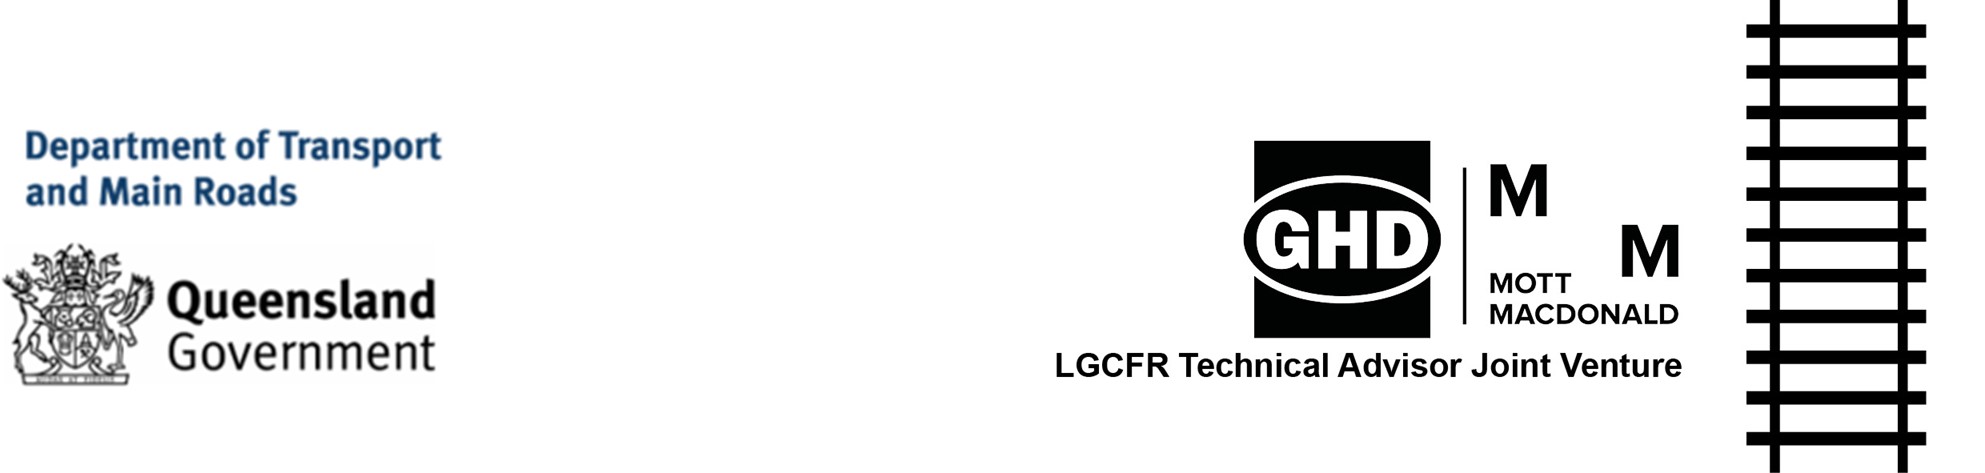 Department of Transport
and Main Roads
Queensland
Government
GHD
M
M
MOTT
MACDONALD
LGCFR Technical Advisor Joint Venture